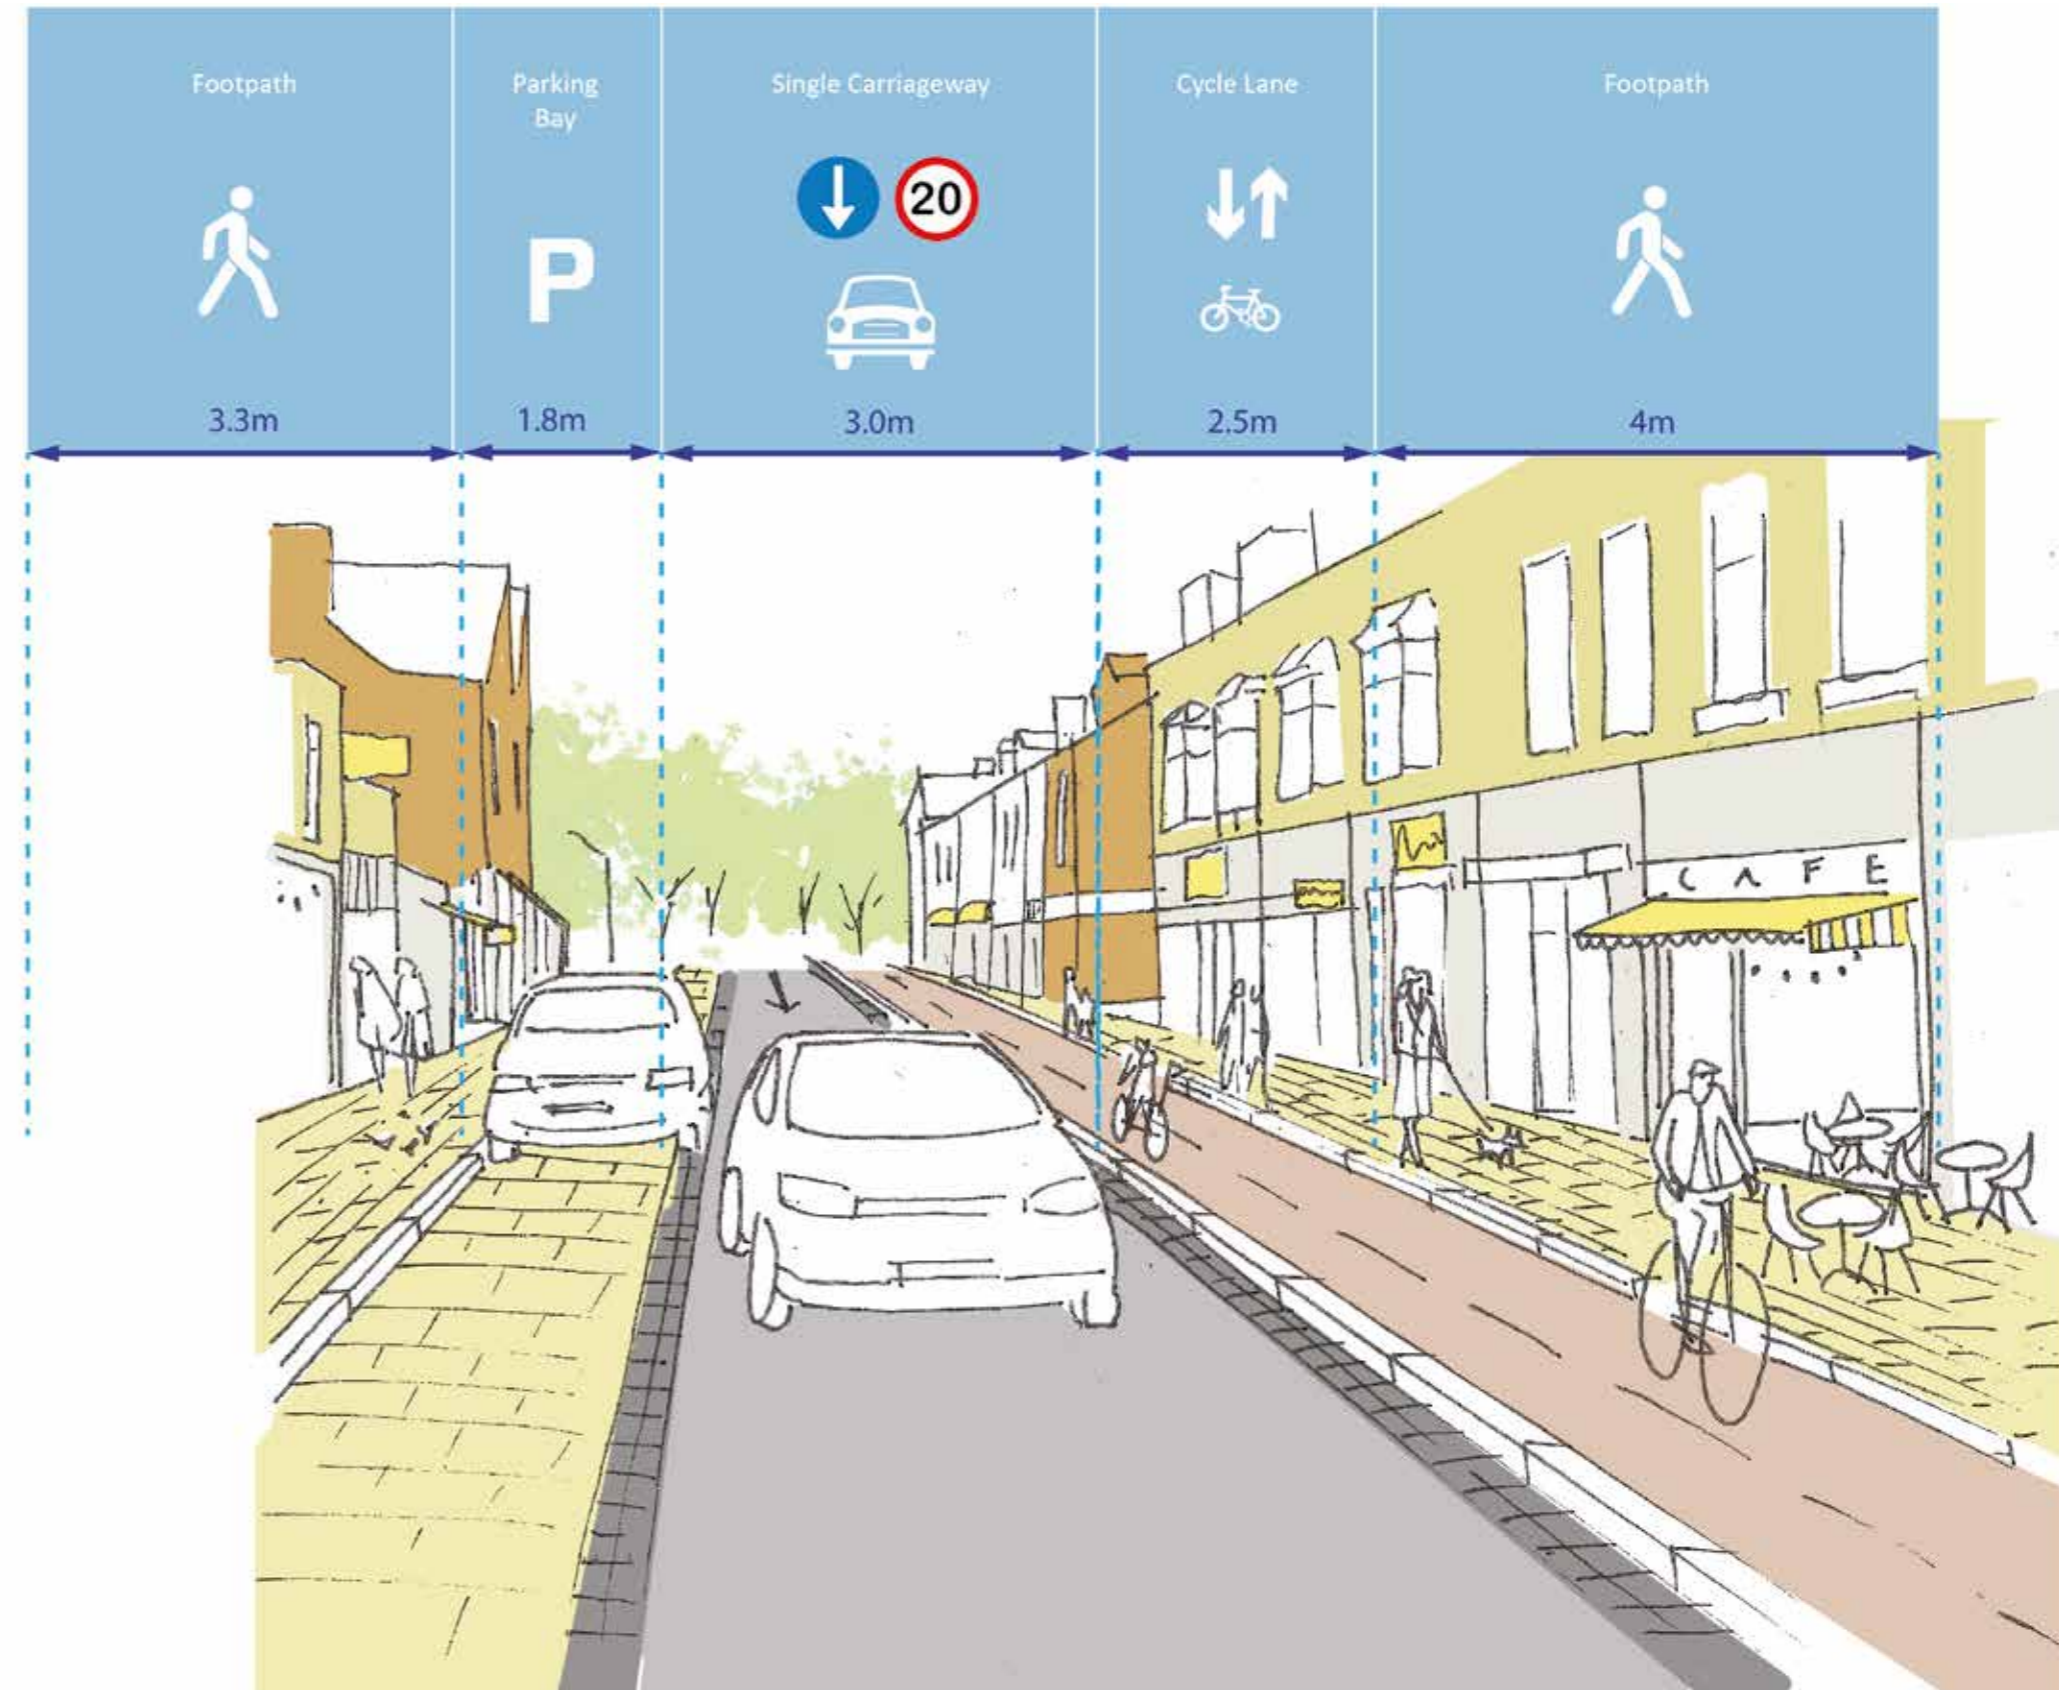 Footpath
Parking
Bay
P
3.3m
1.8m
Single Carriageway
20
3.0m
Cycle Lane
2.5m
Footpath
4m
CAFE